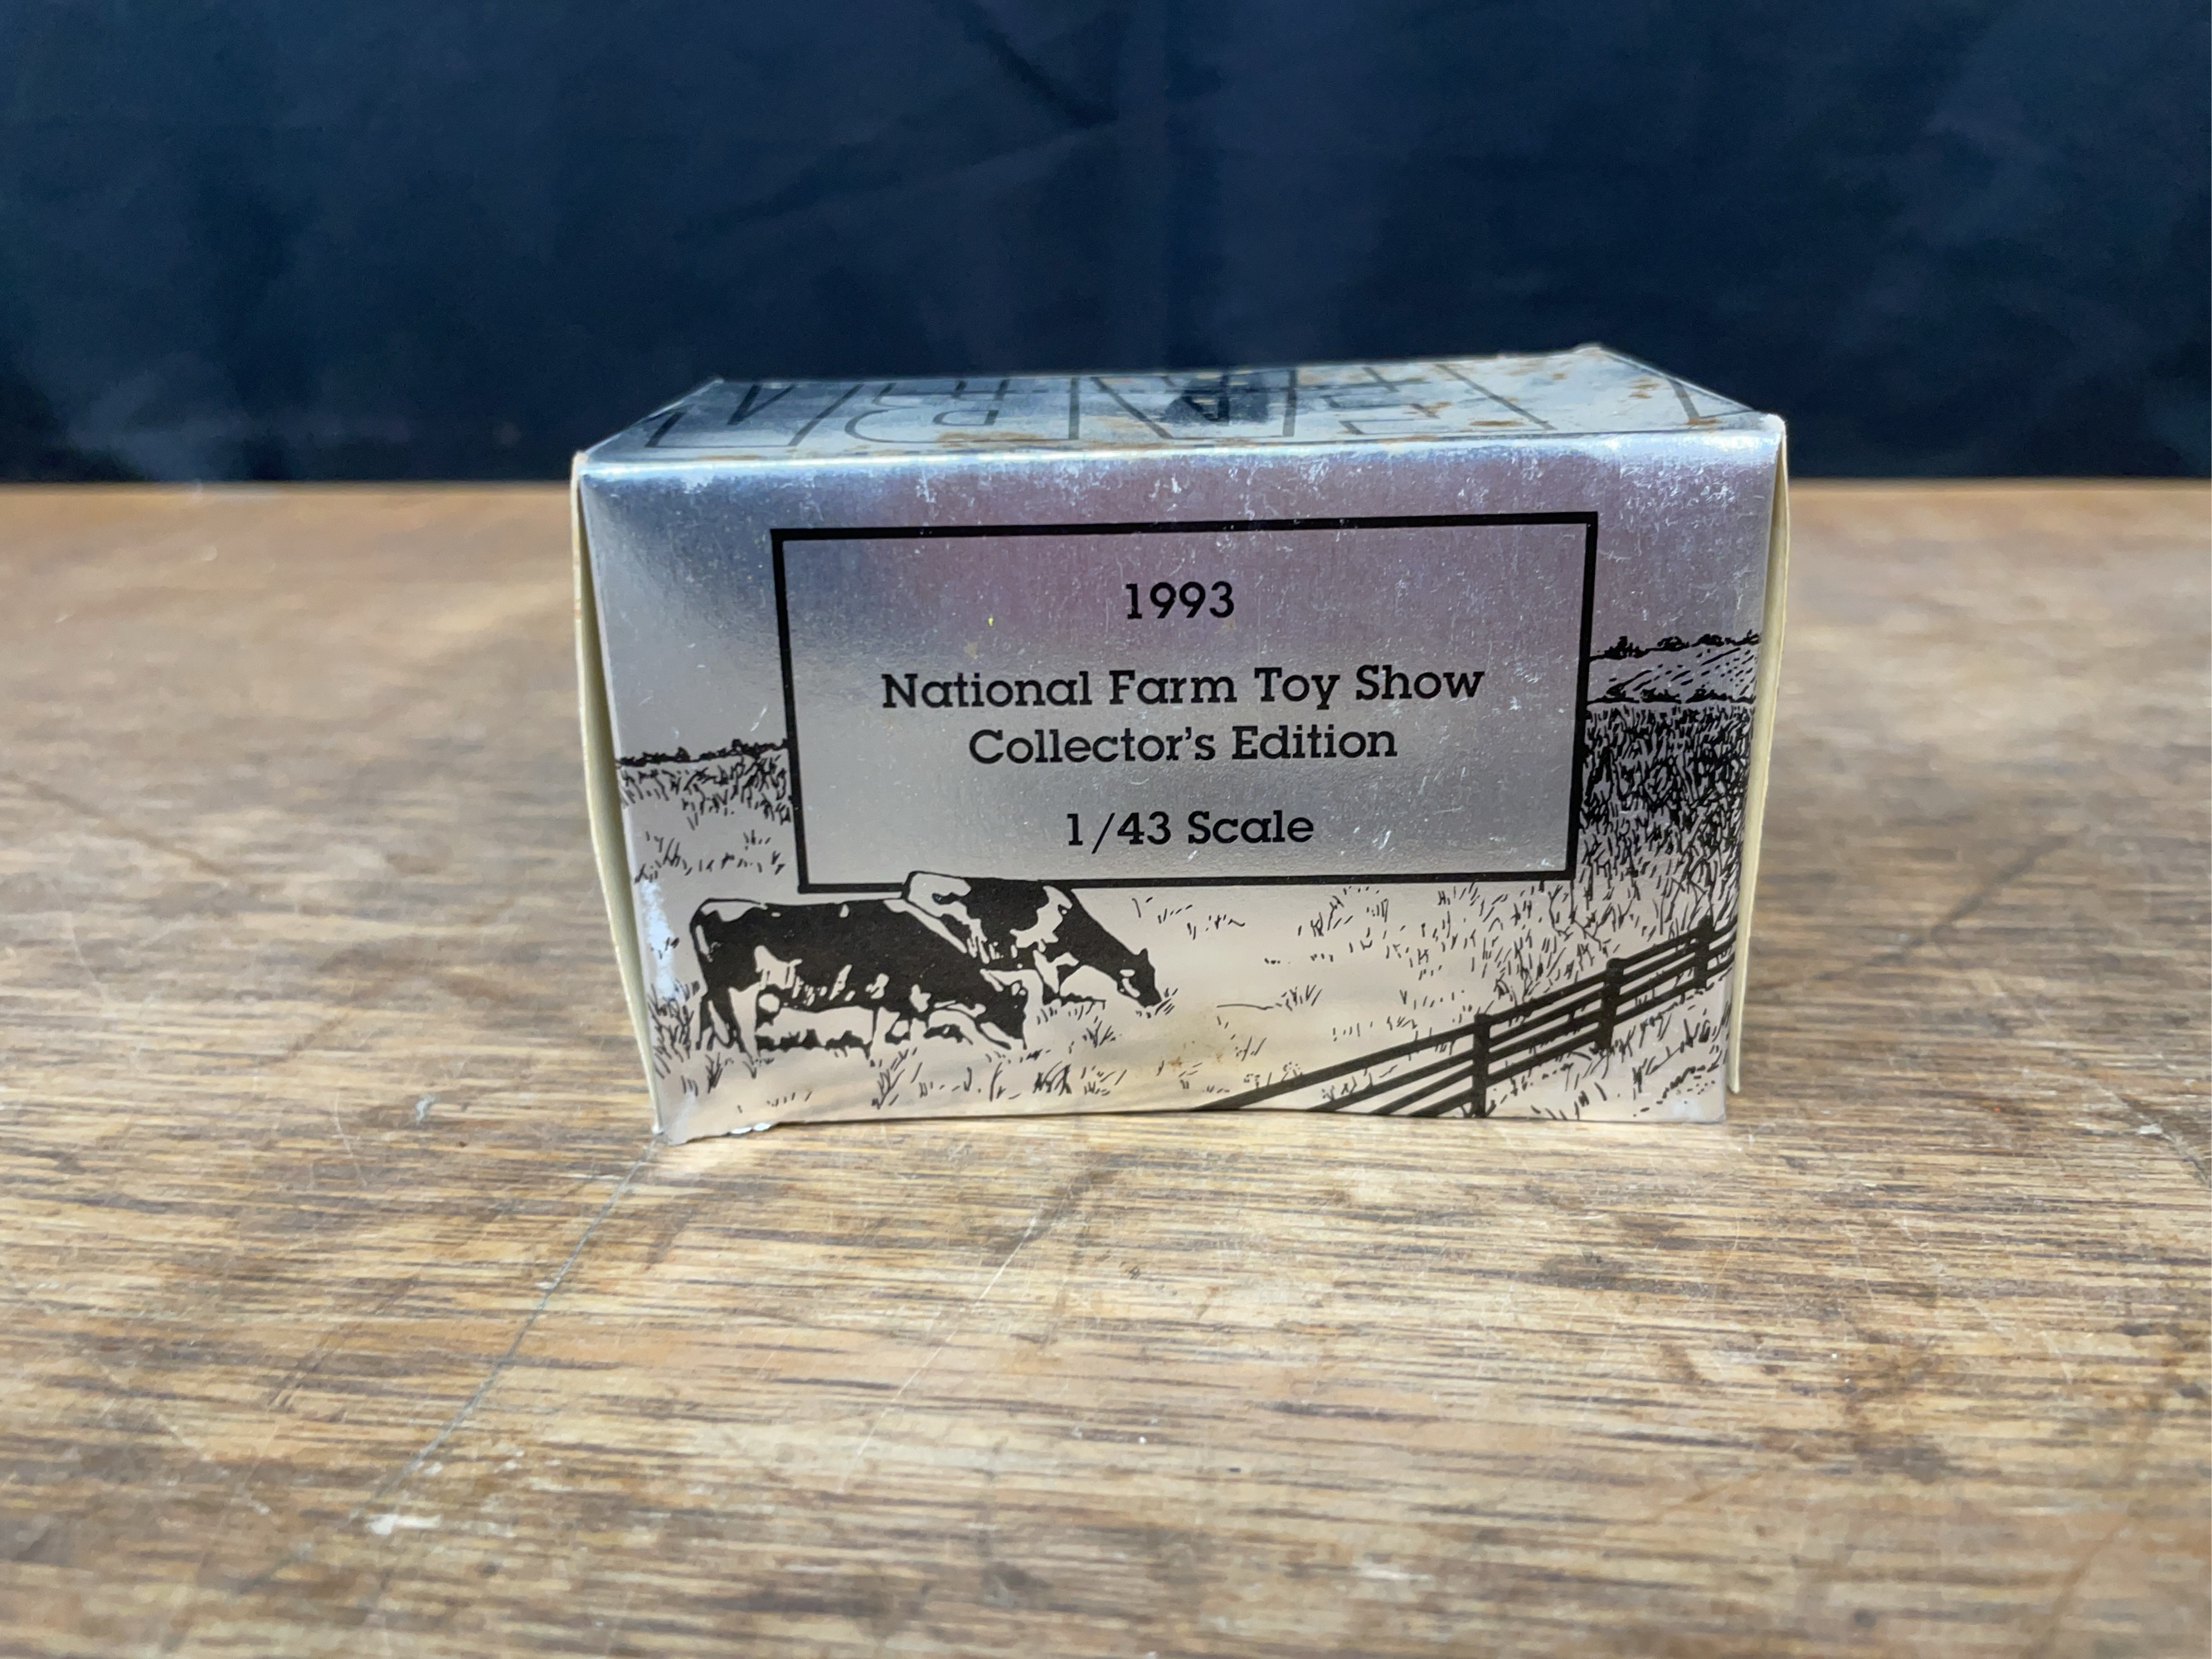 1993
National Farm Toy Show
Collector's Edition
1/43 Scale